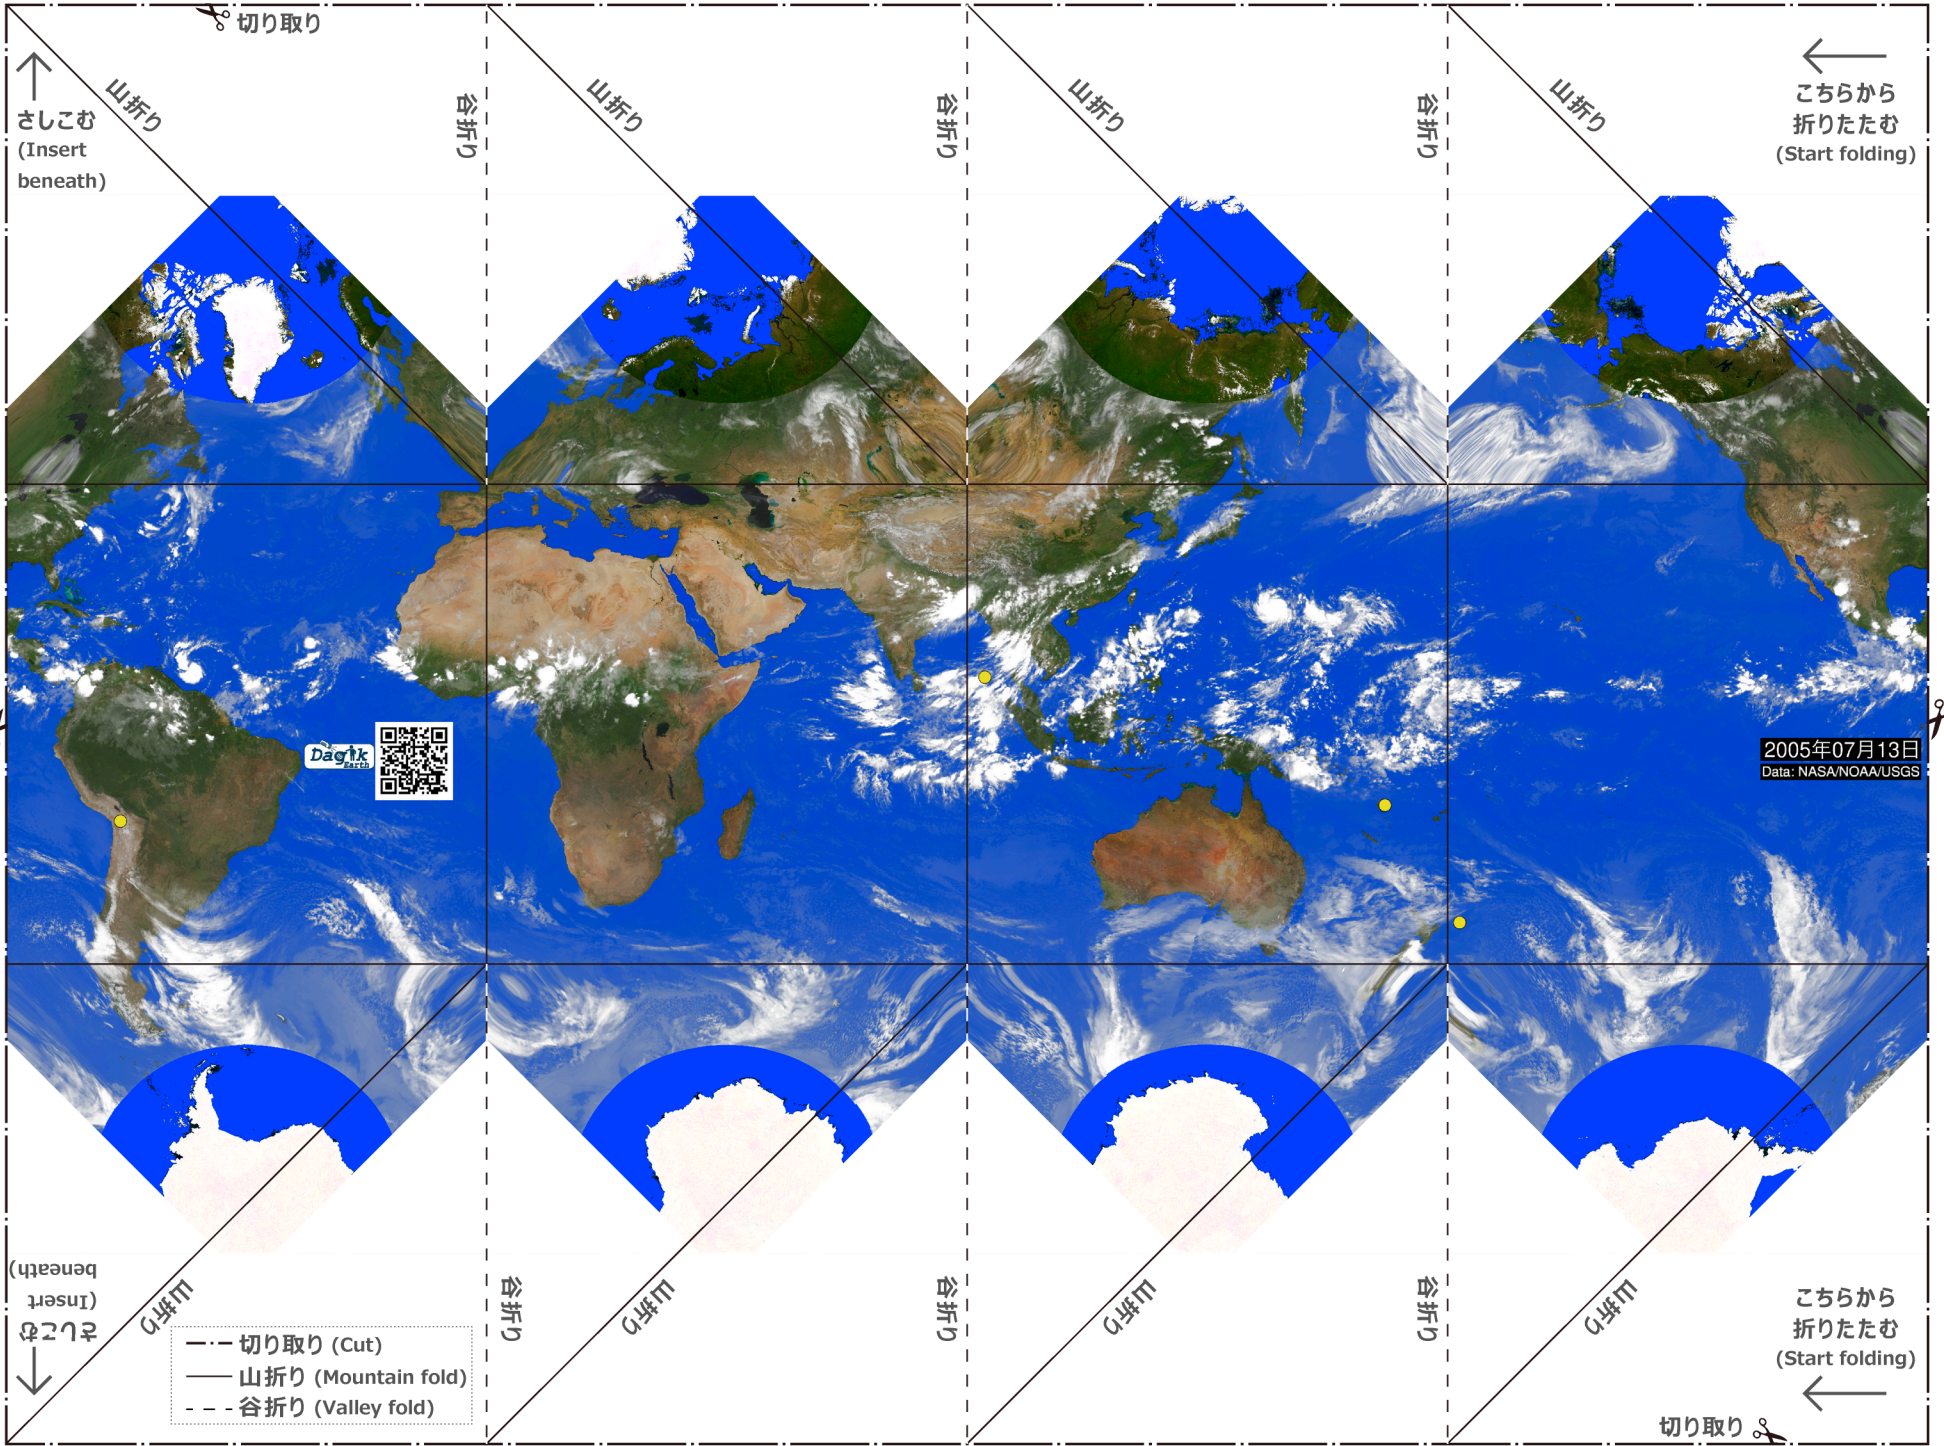 切り取り
山折り
谷折り
山折り
谷折り
山折り
谷折り
山折り
さしこむ
(Insert
beneath)
こちらから
折りたたむ
(Start folding)
Dagik
Earth
2005年07月13日
Data: NASA/NOAA/USGS
さしこむ
(Insert
beneath)
山折り
谷折り
山折り
谷折り
山折り
谷折り
山折り
こちらから
折りたたむ
(Start folding)
切り取り (Cut)
山折り (Mountain fold)
谷折り (Valley fold)
切り取り